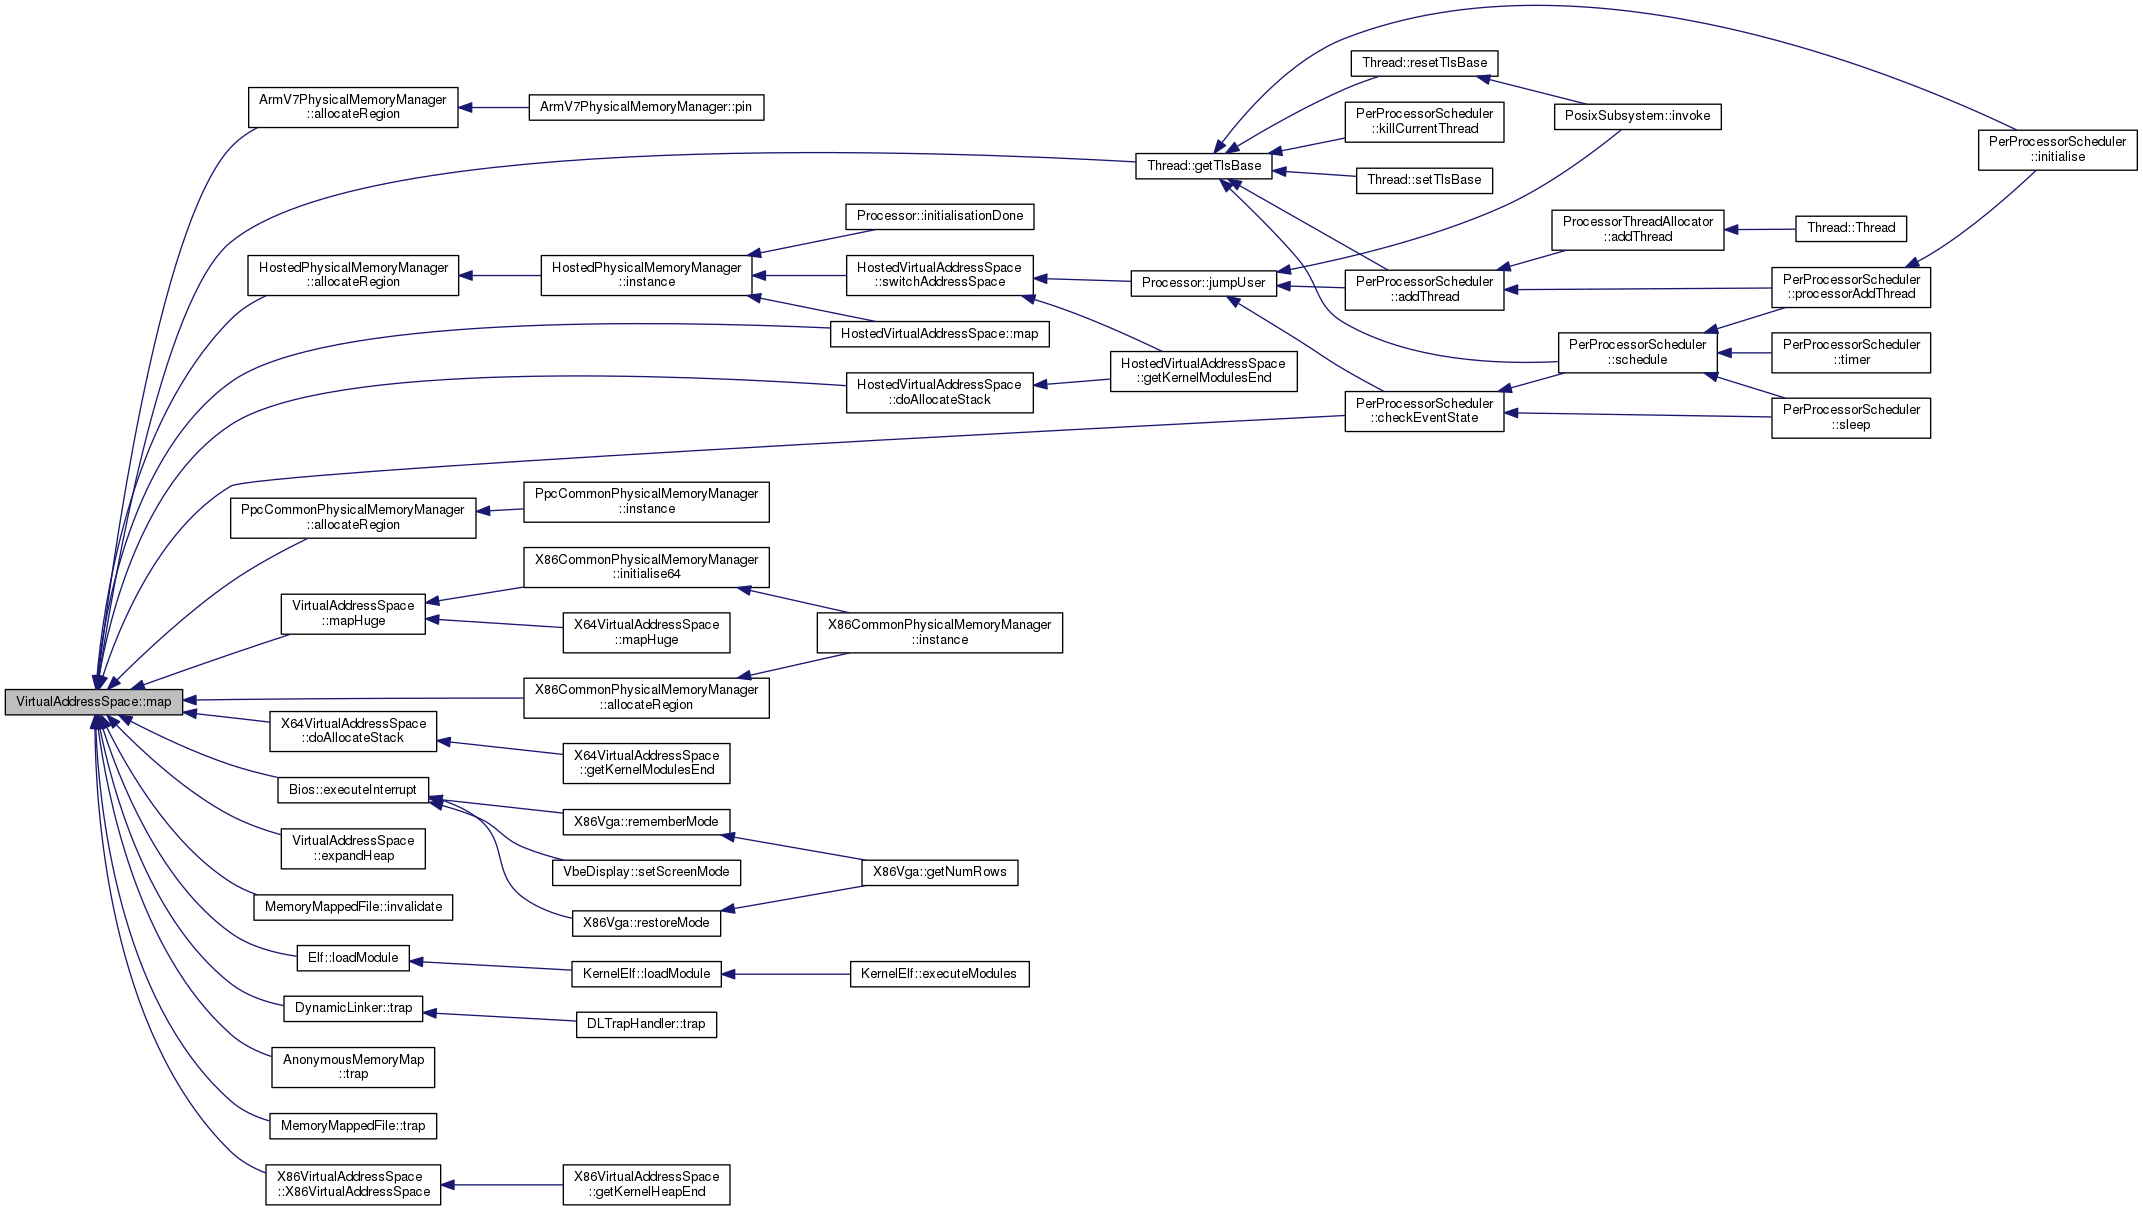 VirtualAddressSpace::map
ArmV7PhysicalMemoryManager
::allocateRegion
ArmV7PhysicalMemoryManager::pin
Thread::getTlsBase
Thread::resetTlsBase
PerProcessorScheduler
::killCurrentThread
Thread::setTlsBase
PosixSubsystem::invoke
PerProcessorScheduler
::initialise
HostedPhysicalMemoryManager
::allocateRegion
HostedPhysicalMemoryManager
::instance
Processor::initialisationDone
HostedVirtualAddressSpace
::switchAddressSpace
HostedVirtualAddressSpace::map
HostedVirtualAddressSpace
::doAllocateStack
Processor::jumpUser
HostedVirtualAddressSpace
::getKernelModulesEnd
PerProcessorScheduler
::addThread
ProcessorThreadAllocator
::addThread
Thread::Thread
PerProcessorScheduler
::processorAddThread
PerProcessorScheduler
::schedule
PerProcessorScheduler
::timer
PerProcessorScheduler
::checkEventState
PerProcessorScheduler
::sleep
PpcCommonPhysicalMemoryManager
::allocateRegion
PpcCommonPhysicalMemoryManager
::instance
VirtualAddressSpace
::mapHuge
X86CommonPhysicalMemoryManager
::initialise64
X64VirtualAddressSpace
::mapHuge
X86CommonPhysicalMemoryManager
::instance
X86CommonPhysicalMemoryManager
::allocateRegion
X64VirtualAddressSpace
::doAllocateStack
X64VirtualAddressSpace
::getKernelModulesEnd
Bios::executeInterrupt
X86Vga::rememberMode
VbeDisplay::setScreenMode
X86Vga::restoreMode
X86Vga::getNumRows
VirtualAddressSpace
::expandHeap
MemoryMappedFile::invalidate
Elf::loadModule
KernelElf::loadModule
KernelElf::executeModules
DynamicLinker::trap
DLTrapHandler::trap
AnonymousMemoryMap
::trap
MemoryMappedFile::trap
X86VirtualAddressSpace
::X86VirtualAddressSpace
X86VirtualAddressSpace
::getKernelHeapEnd